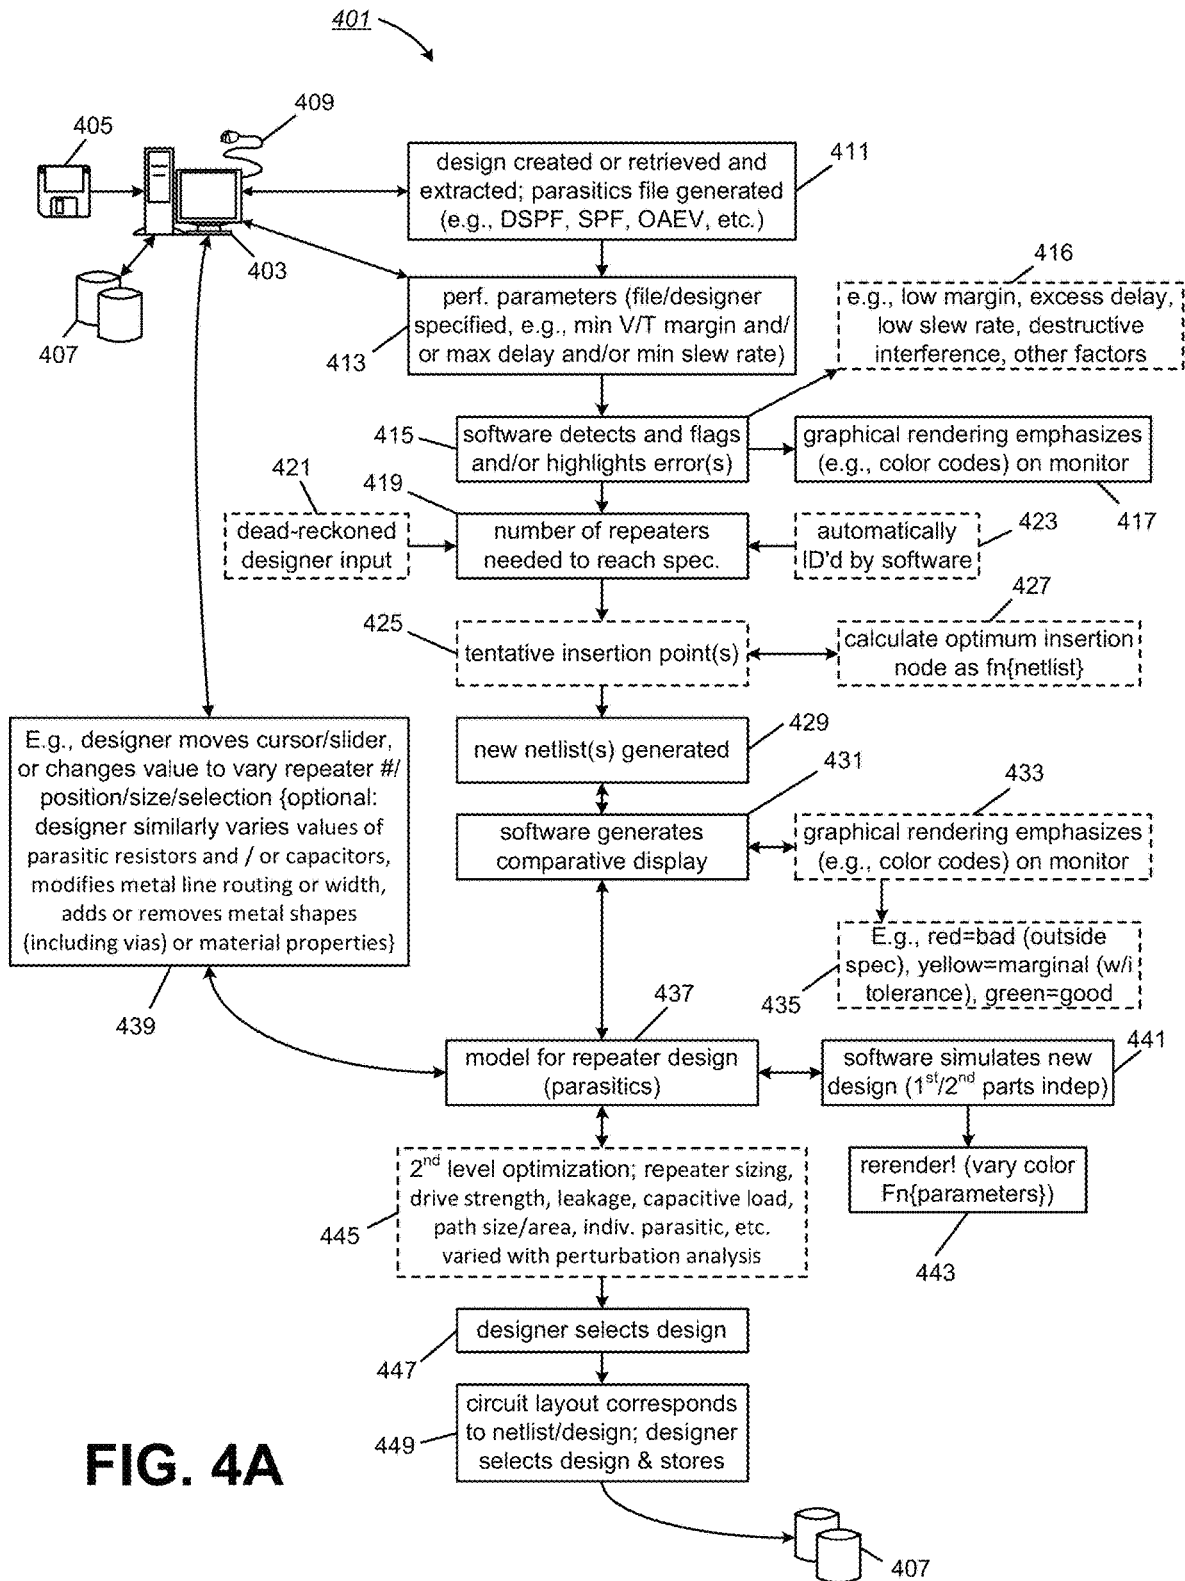 401
405
409
design created or retrieved and
extracted; parasitics file generated
(e.g., DSPF, SPF, OAEV, etc.)
411
403
407
perf. parameters (file/designer
specified, e.g., min V/T margin and/
or max delay and/or min slew rate)
413
416
e.g., low margin, excess delay,
low slew rate, destructive
interference, other factors
415
software detects and flags
and/or highlights error(s)
graphical rendering emphasizes
(e.g., color codes) on monitor
417
421
dead-reckoned
designer input
419
number of repeaters
needed to reach spec.
automatically
ID'd by software
423
425
tentative insertion point(s)
427
calculate optimum insertion
node as fn{netlist}
new netlist(s) generated
429
431
software generates
comparative display
433
graphical rendering emphasizes
(e.g., color codes) on monitor
E.g., red=bad (outside
spec), yellow=marginal (w/i
tolerance), green=good
435
E.g., designer moves cursor/slider,
or changes value to vary repeater #/
position/size/selection {optional:
designer similarly varies values of
parasitic resistors and / or capacitors,
modifies metal line routing or width,
adds or removes metal shapes
(including vias) or material properties}
439
437
model for repeater design
(parasitics)
441
software simulates new
design (1st/2nd parts indep)
rerender! (vary color
Fn{parameters})
443
2nd level optimization; repeater sizing,
drive strength, leakage, capacitive load,
path size/area, indiv. parasitic, etc.
varied with perturbation analysis
445
designer selects design
447
circuit layout corresponds
to netlist/design; designer
selects design & stores
449
407
FIG. 4A